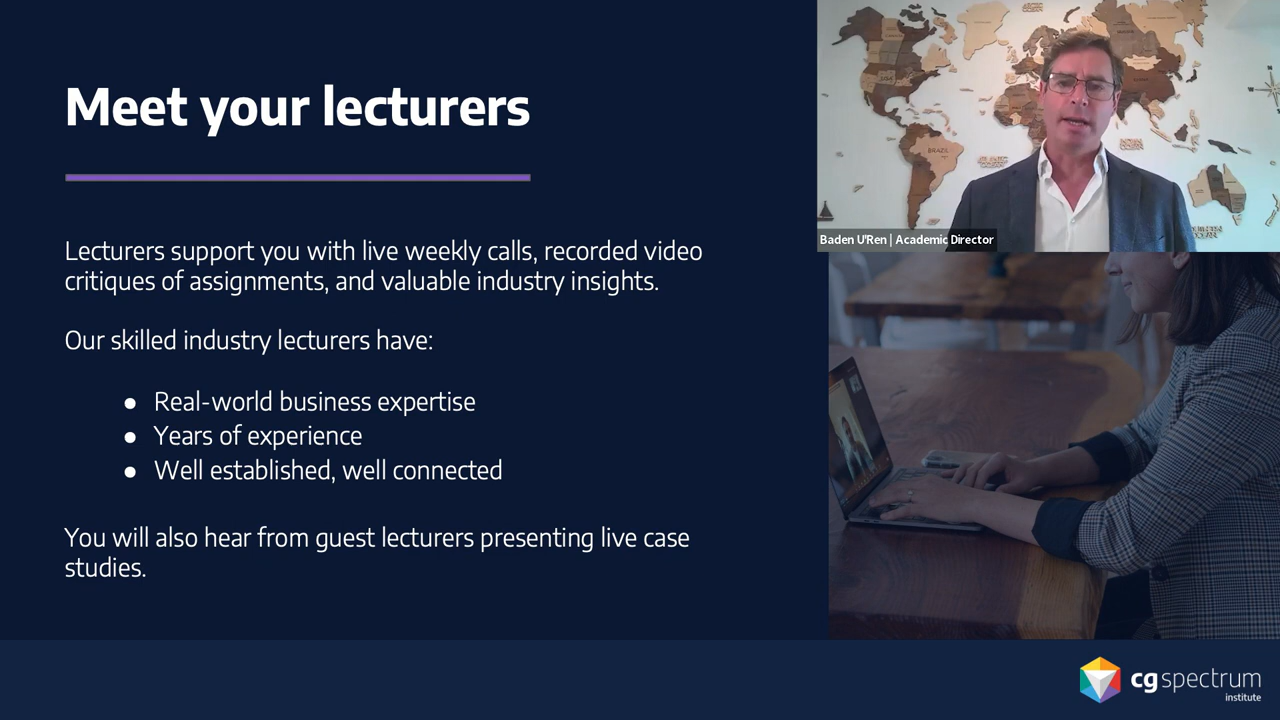 Meet your lecturers
Lecturers support you with live weekly calls, recorded video
critiques of assignments, and valuable industry insights.
Our skilled industry lecturers have:
● Real-world business expertise
● Years of experience
● Well established, well connected
You will also hear from guest lecturers presenting live case
studies.
BRAZIL
Baden U'Ren | Academic Director
cgspectrum
institute